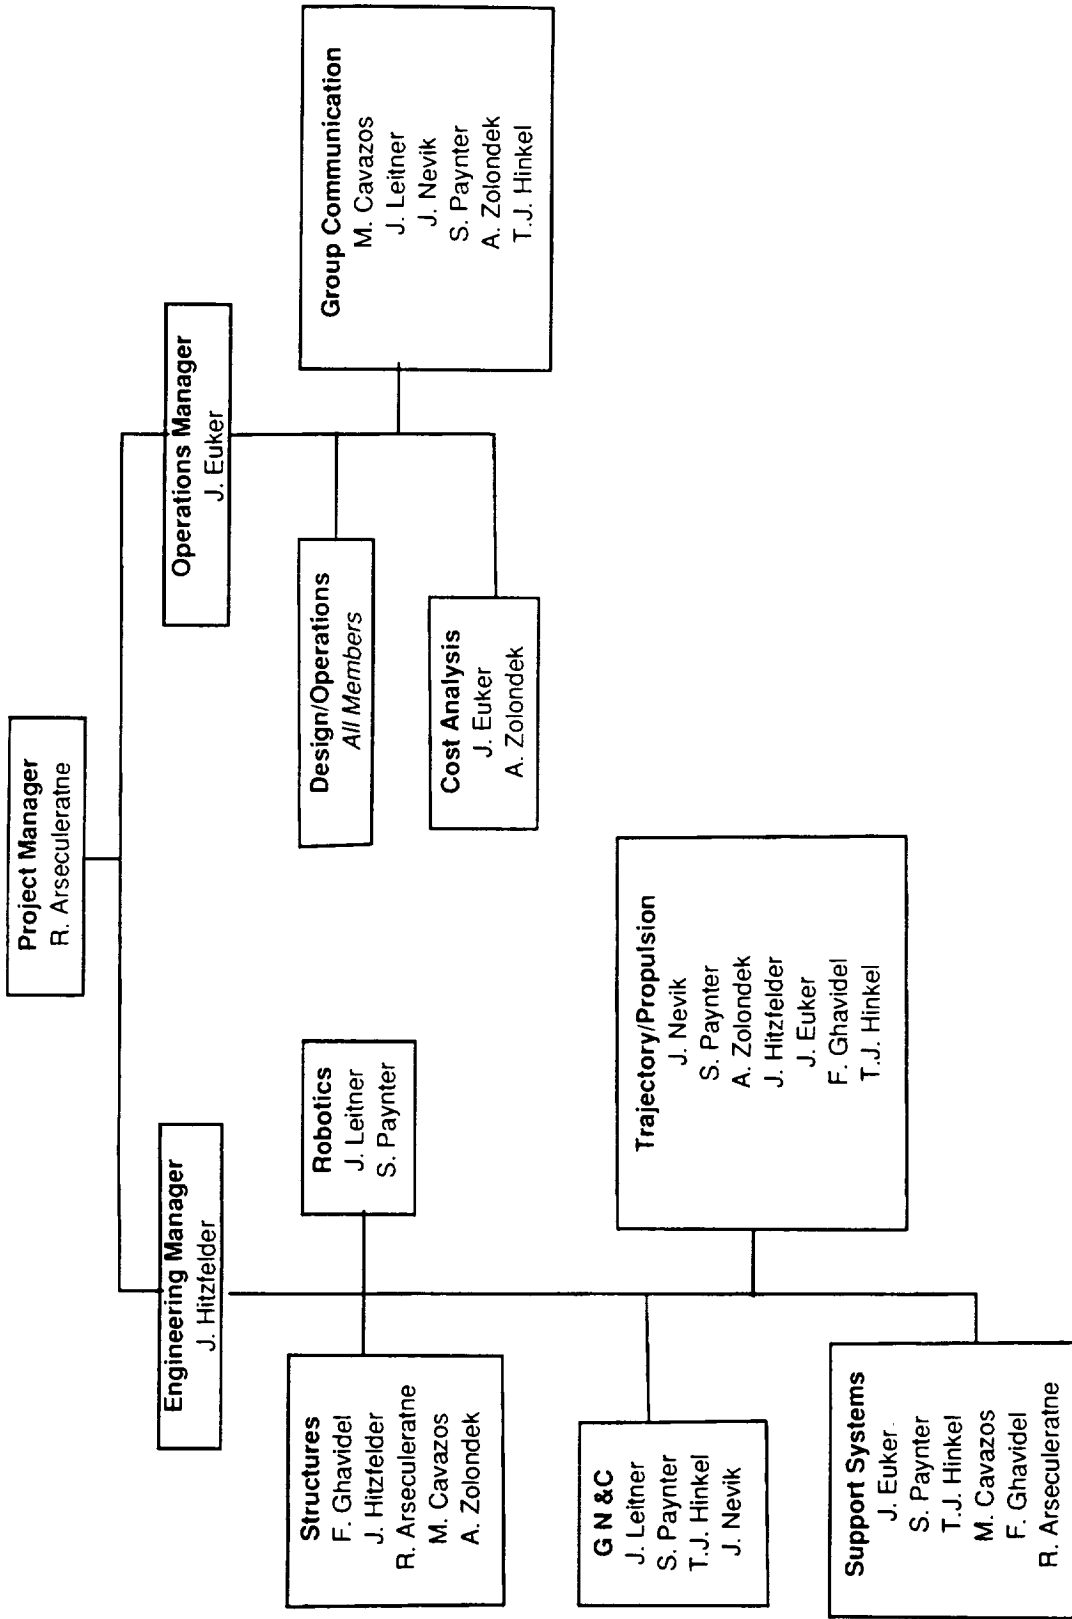 Project Manager
R. Arseculeratne
Engineering Manager
J. Hitzfelder
Operations Manager
J. Euker
Structures
F. Ghavidel
J. Hitzfelder
R. Arseculeratne
M. Cavazos
A. Zolondek
Robotics
J. Leitner
S. Paynter
G N &C
J. Leitner
S. Paynter
T.J. Hinkel
J. Nevik
Trajectory/Propulsion
J. Nevik
S. Paynter
A. Zolondek
J. Hitzfelder
J. Euker
F. Ghavidel
T.J. Hinkel
Support Systems
J. Euker
S. Paynter
T.J. Hinkel
M. Cavazos
F. Ghavidel
R. Arseculeratne
Design/Operations
All Members
Cost Analysis
J. Euker
A. Zolondek
Group Communication
M. Cavazos
J. Leitner
J. Nevik
S. Paynter
A. Zolondek
T.J. Hinkel